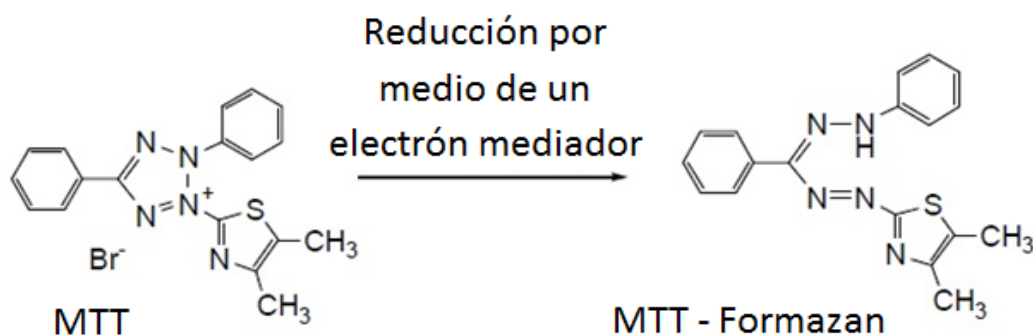 Reducción por
medio de un
electrón mediador
N
N
N
N+
S
N
CH3
CH3
Br-
MTT
N
N
H
N=N
S
N
CH3
CH3
MTT - Formazan